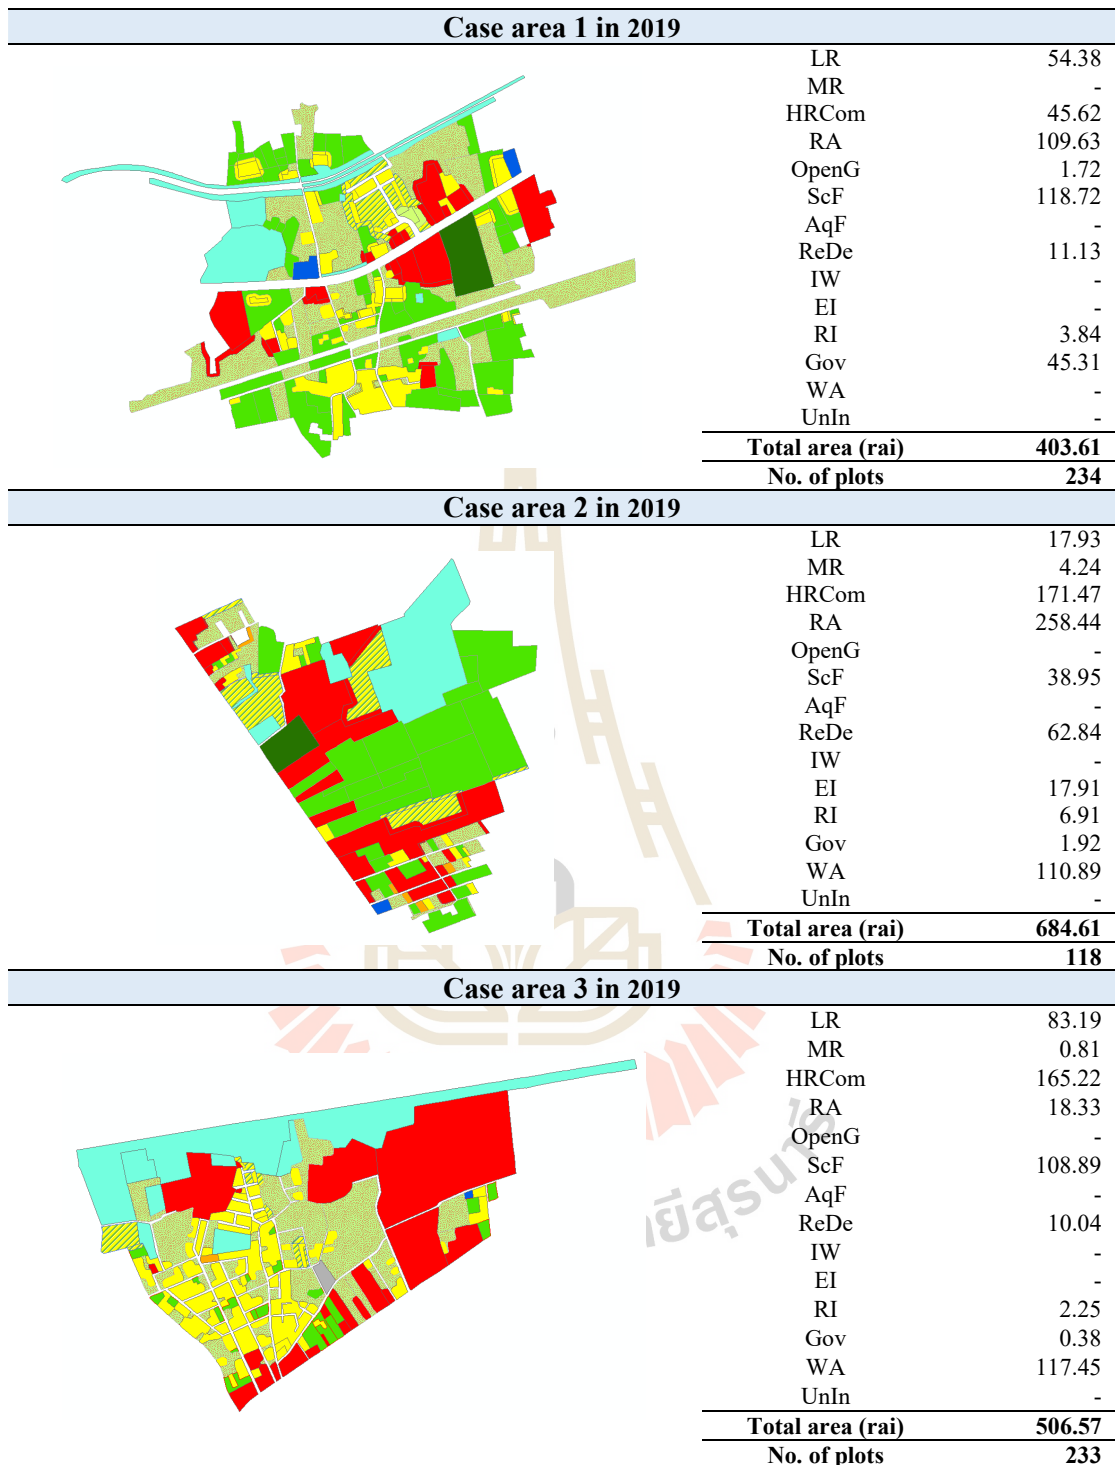 Case area 1 in 2019
LR 54.38
MR -
HRCom 45.62
RA 109.63
OpenG 1.72
ScF 118.72
AqF -
ReDe 11.13
IW -
EI -
RI 3.84
Gov 45.31
WA -
UnIn -
Total area (rai) 403.61
No. of plots 234
Case area 2 in 2019
LR 17.93
MR 4.24
HRCom 171.47
RA 258.44
OpenG -
ScF 38.95
AqF -
ReDe 62.84
IW -
EI 17.91
RI 6.91
Gov 1.92
WA 110.89
UnIn -
Total area (rai) 684.61
No. of plots 118
Case area 3 in 2019
LR 83.19
MR 0.81
HRCom 165.22
RA 18.33
OpenG -
ScF 108.89
AqF -
ReDe 10.04
IW -
EI -
RI 2.25
Gov 0.38
WA 117.45
UnIn -
Total area (rai) 506.57
No. of plots 233